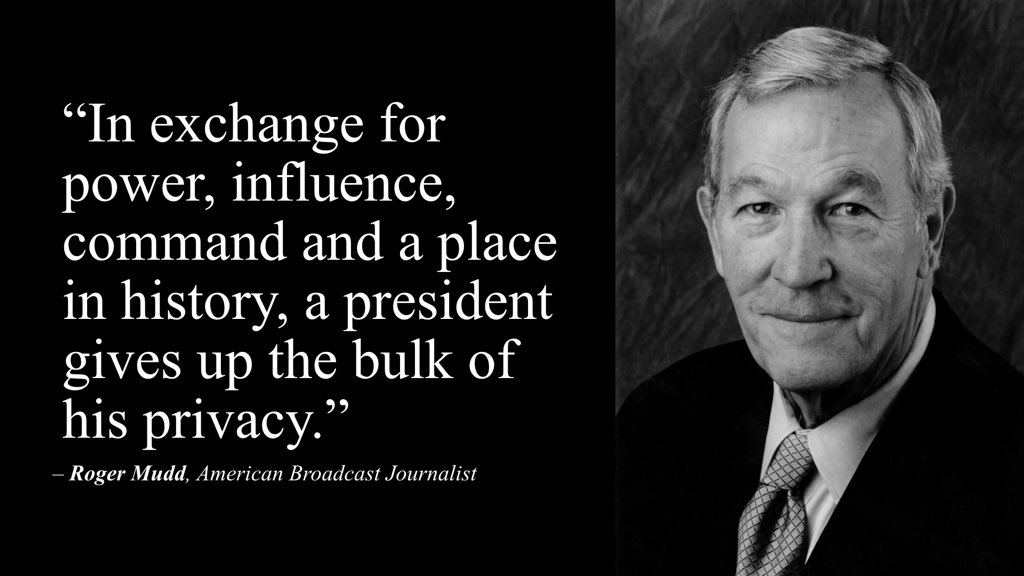 “In exchange for
power, influence,
command and a place
in history, a president
gives up the bulk of
his privacy.”
– Roger Mudd, American Broadcast Journalist